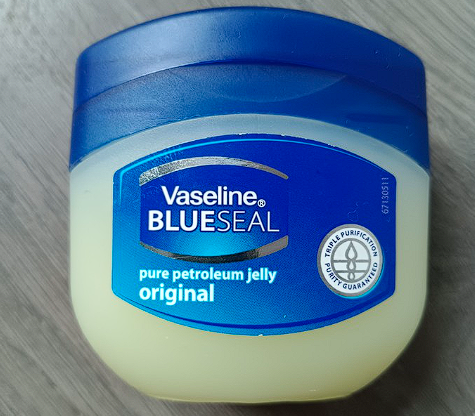 Vaseline®
BLUESEAL
pure petroleum jelly
original
TRIPLE PURIFICATION
PURITY GUARANTEED
67130511